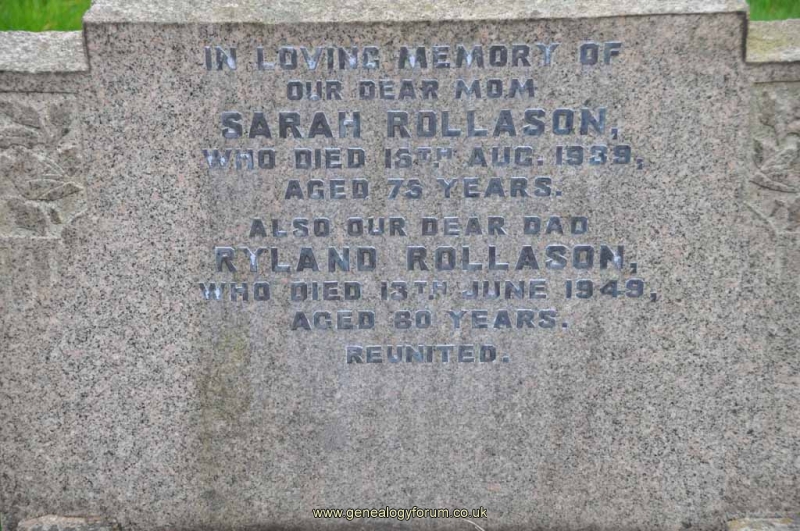 IN LOVING MEMORY OF
OUR DEAR MOM
SARAH ROLLASON,
WHO DIED 15TH AUG. 1939,
AGED 75 YEARS.
ALSO OUR DEAR DAD
RYLAND ROLLASON,
WHO DIED 13TH JUNE 1949,
AGED 80 YEARS.
REUNITED.
www.genealogyforum.co.uk